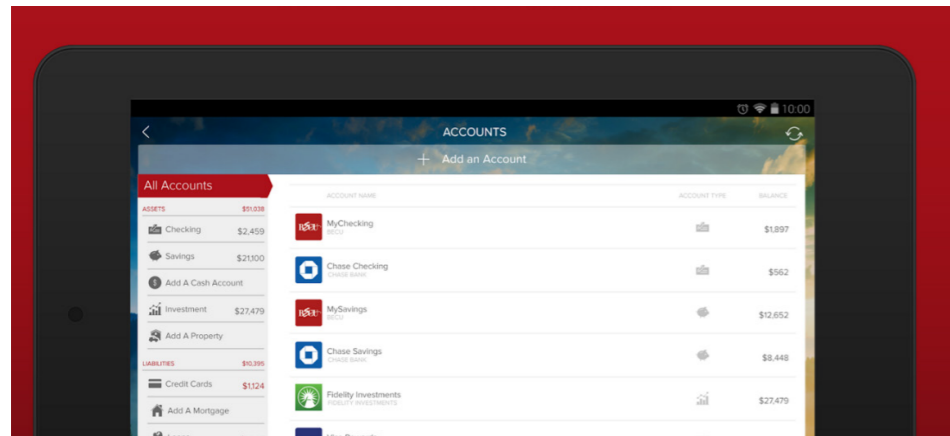 10:00
ACCOUNTS
+ Add an Account
All Accounts
ASSETS $51,038
Checking $2,459
Savings $21,100
Add A Cash Account
Investment $27,479
Add A Property
LIABILITIES $10,395
Credit Cards $1,124
Add A Mortgage
ACCOUNT NAME ACCOUNT TYPE BALANCE
BECU MyChecking $1,897
BECU
Chase Checking $562
CHASE BANK
BECU MySavings $12,652
BECU
Chase Savings $8,448
CHASE BANK
Fidelity Investments $27,479
FIDELITY INVESTMENTS